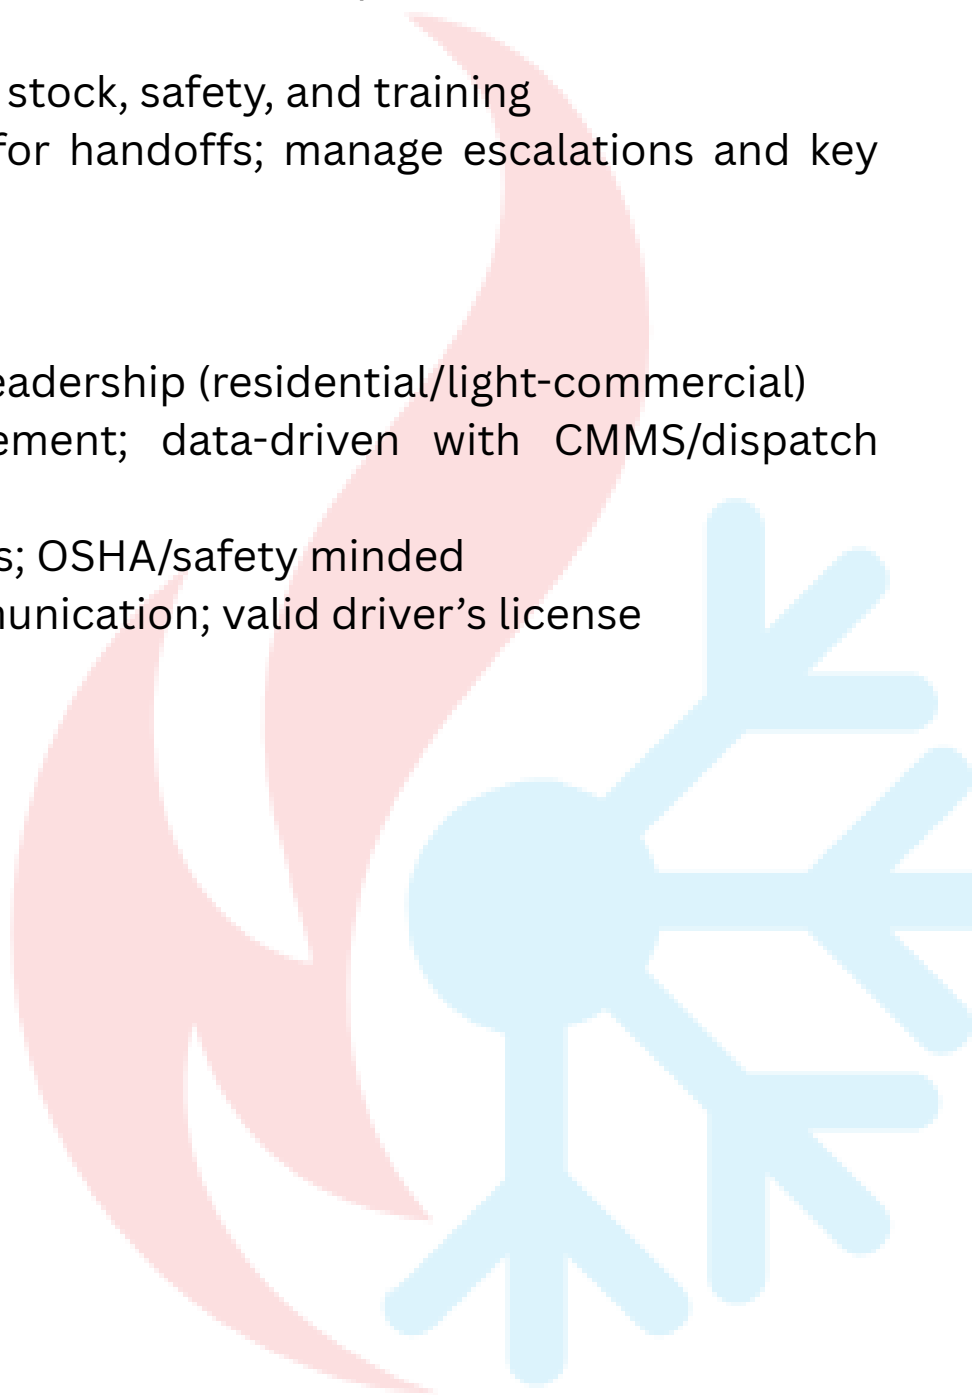 stock, safety, and training
for handoffs; manage escalations and key
eadership (residential/light-commercial)
ement; data-driven with CMMS/dispatch
s; OSHA/safety minded
unication; valid driver’s license